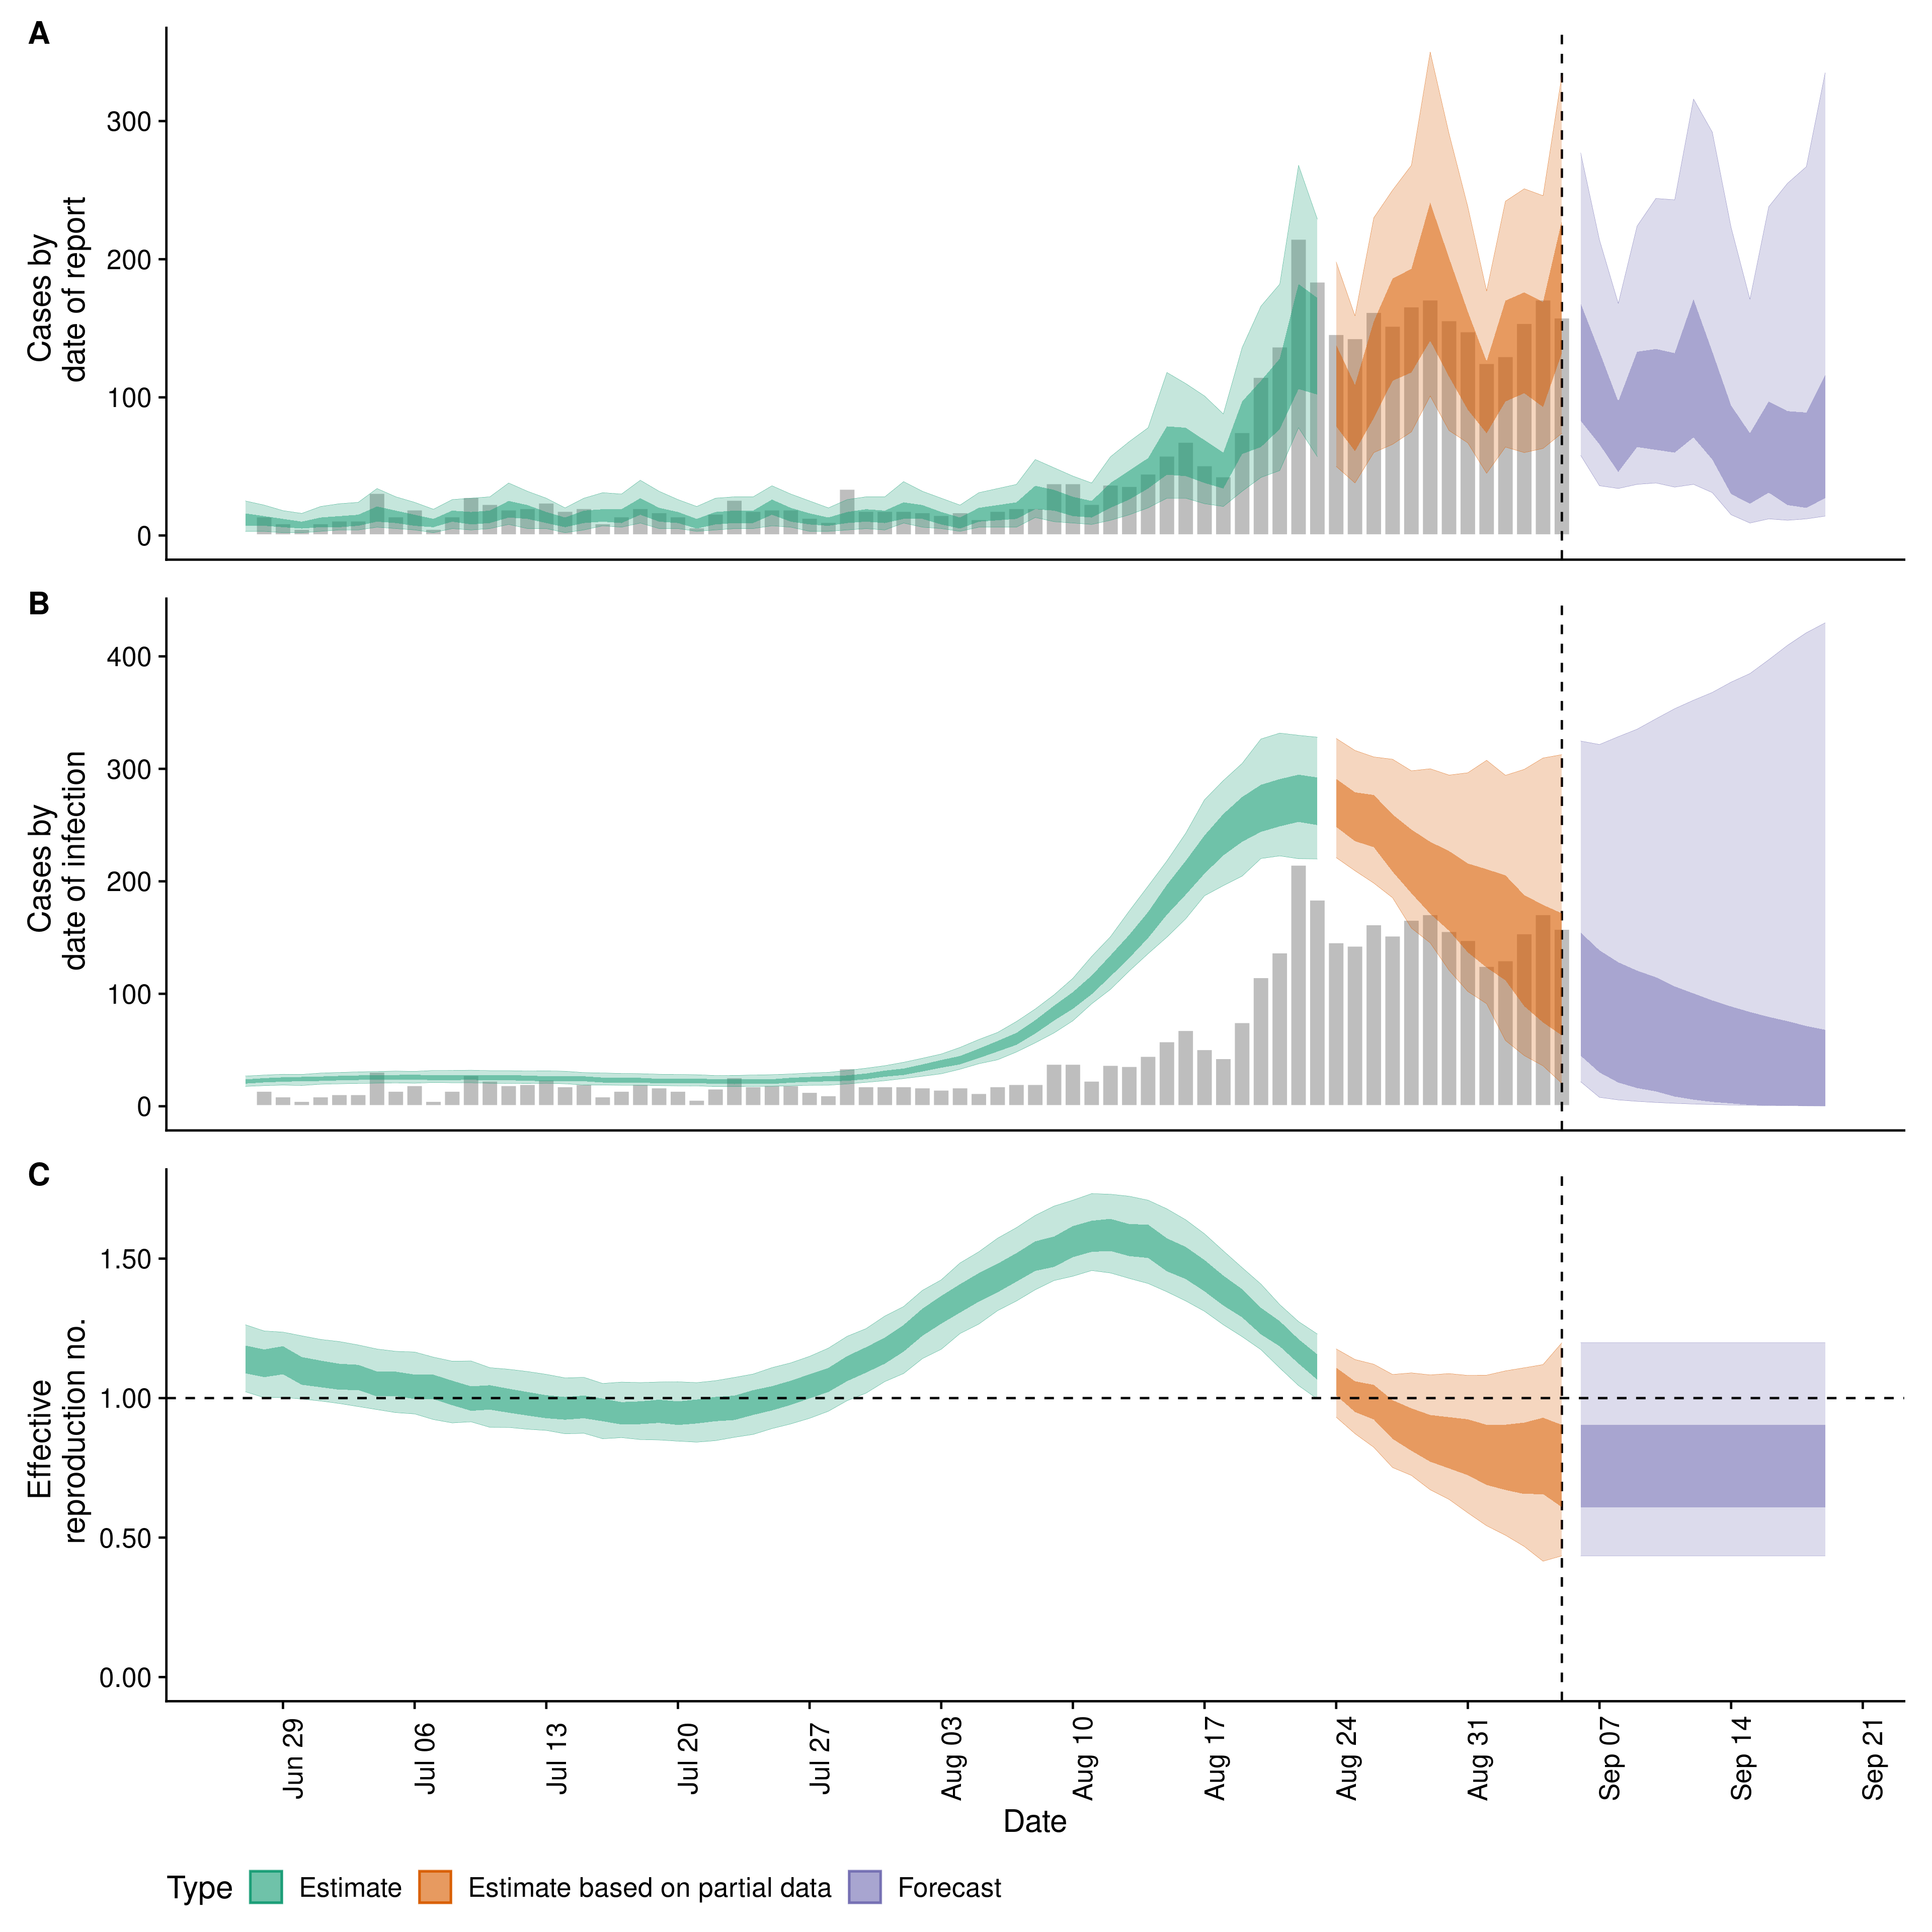 A
Cases by
date of report
300
200
100
0
B
Cases by
date of infection
400
300
200
100
0
C
Effective
reproduction no.
1.50
1.00
0.50
0.00
Jun 29
Jul 06
Jul 13
Jul 20
Jul 27
Aug 03
Aug 10
Aug 17
Aug 24
Aug 31
Sep 07
Sep 14
Sep 21
Date
Type Estimate Estimate based on partial data Forecast